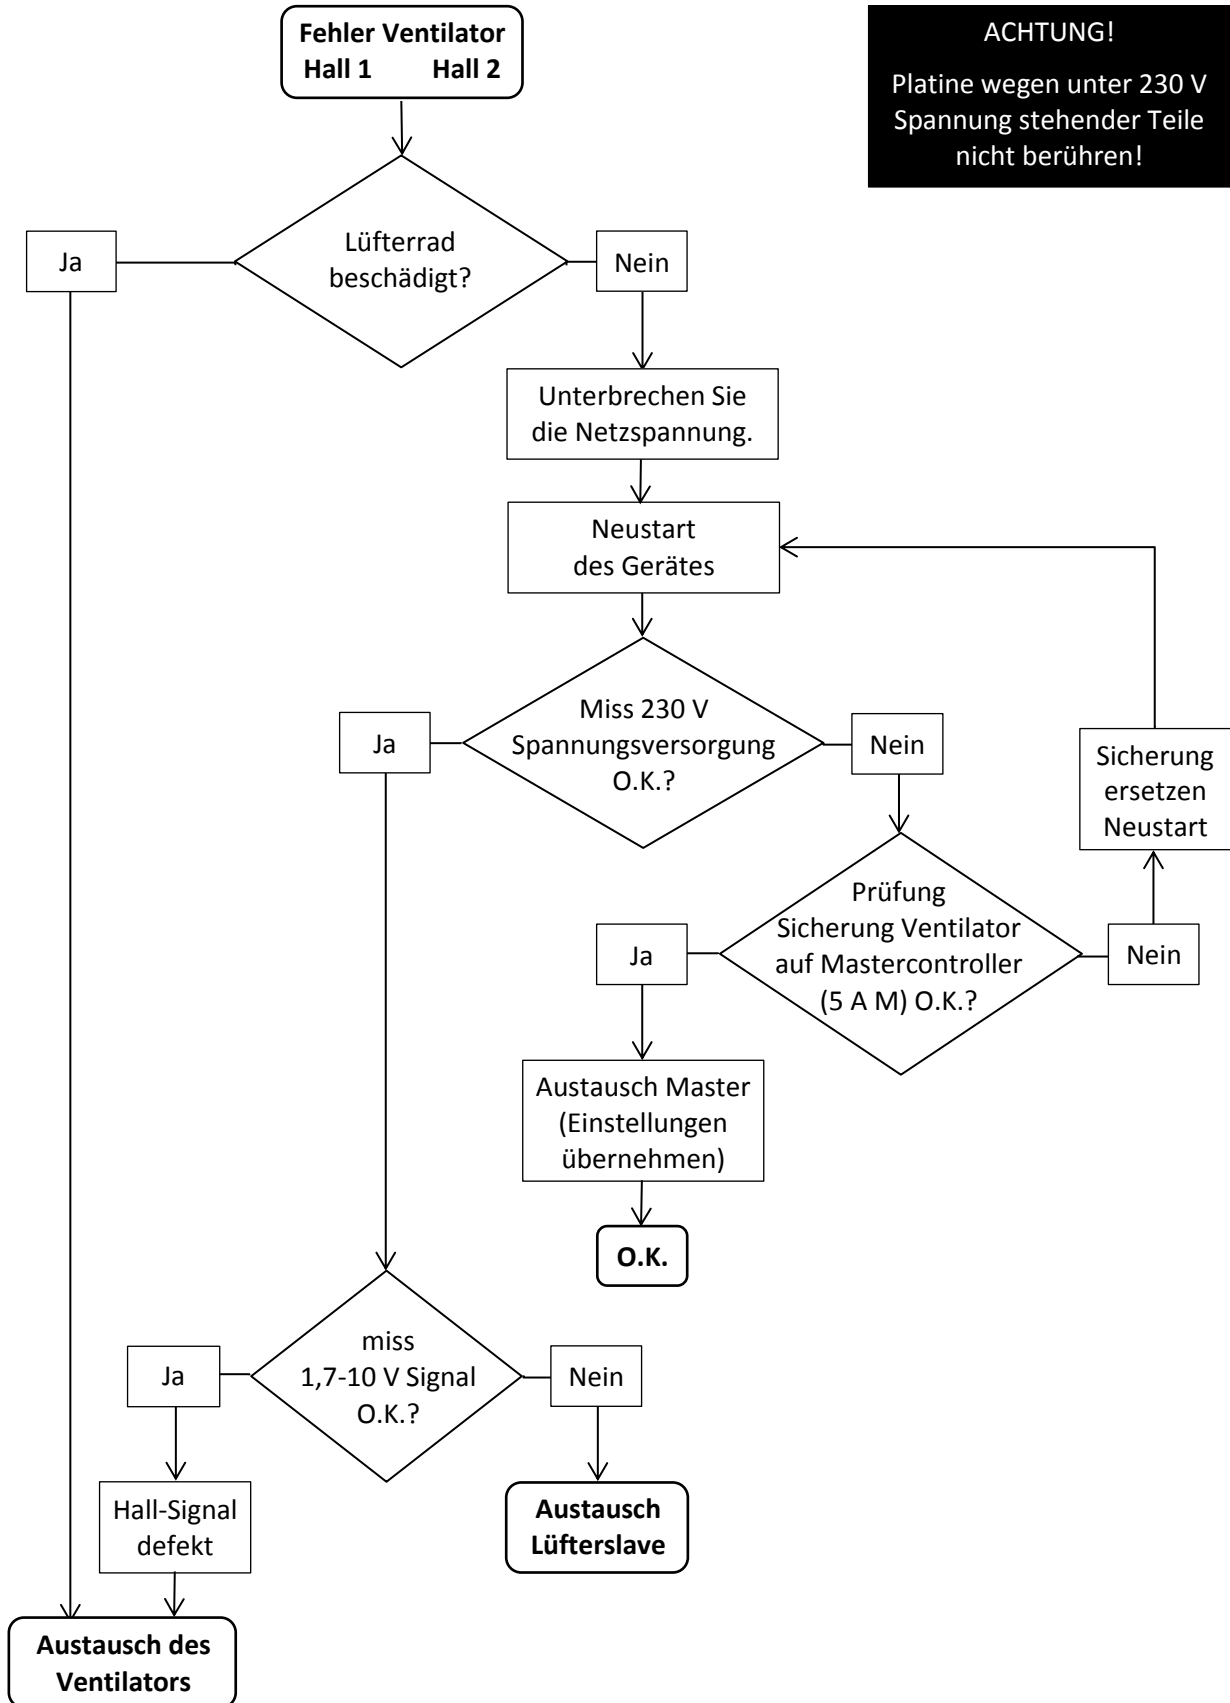 Fehler Ventilator
Hall 1 Hall 2
ACHTUNG!
Platine wegen unter 230 V
Spannung stehender Teile
nicht berühren!
Lüfterrad
beschädigt?
Ja
Nein
Unterbrechen Sie
die Netzspannung.
Neustart
des Gerätes
Miss 230 V
Spannungsversorgung
O.K.?
Ja
Nein
Sicherung
ersetzen
Neustart
Prüfung
Sicherung Ventilator
auf Mastercontroller
(5 A M) O.K.?
Ja
Nein
Austausch Master
(Einstellungen
übernehmen)
O.K.
miss
1,7-10 V Signal
O.K.?
Ja
Nein
Hall-Signal
defekt
Austausch
Lüfterslave
Austausch des
Ventilators